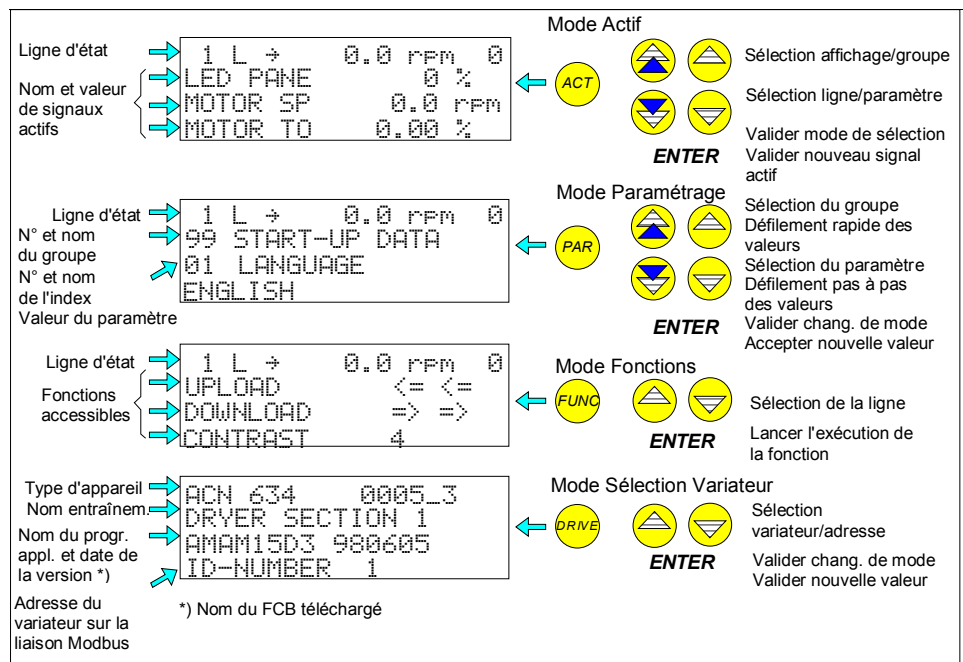 Mode Actif
Ligne d'état
1 L → 0.0 rpm 0
LED PANE 0 %
MOTOR SP 0.0 rpm
MOTOR TO 0.00 %
Nom et valeur
de signaux
actifs
ACT
Sélection affichage/groupe
Sélection ligne/paramètre
ENTER
Valider mode de sélection
Valider nouveau signal
actif
Mode Paramétrage
Ligne d'état
N° et nom
du groupe
N° et nom
de l'index
Valeur du paramètre
1 L → 0.0 rpm 0
99 START-UP DATA
01 LANGUAGE
ENGLISH
PAR
Sélection du groupe
Défilement rapide des
valeurs
Sélection du paramètre
Défilement pas à pas
des valeurs
ENTER
Valider chang. de mode
Accepter nouvelle valeur
Mode Fonctions
Ligne d'état
Fonctions
accessibles
1 L → 0.0 rpm 0
UPLOAD <= <=
DOWNLOAD => =>
CONTRAST 4
FUNC
Sélection de la ligne
ENTER
Lancer l'exécution de
la fonction
Mode Sélection Variateur
Type d'appareil
Nom entraînem.
Nom du progr.
appl. et date de
la version *)
Adresse du
variateur sur la
liaison Modbus
ACN 634 0005_3
DRYER SECTION 1
AMAM15D3 980605
ID-NUMBER 1
DRIVE
Sélection
variateur/adresse
ENTER
Valider chang. de mode
Valider nouvelle valeur
*) Nom du FCB téléchargé